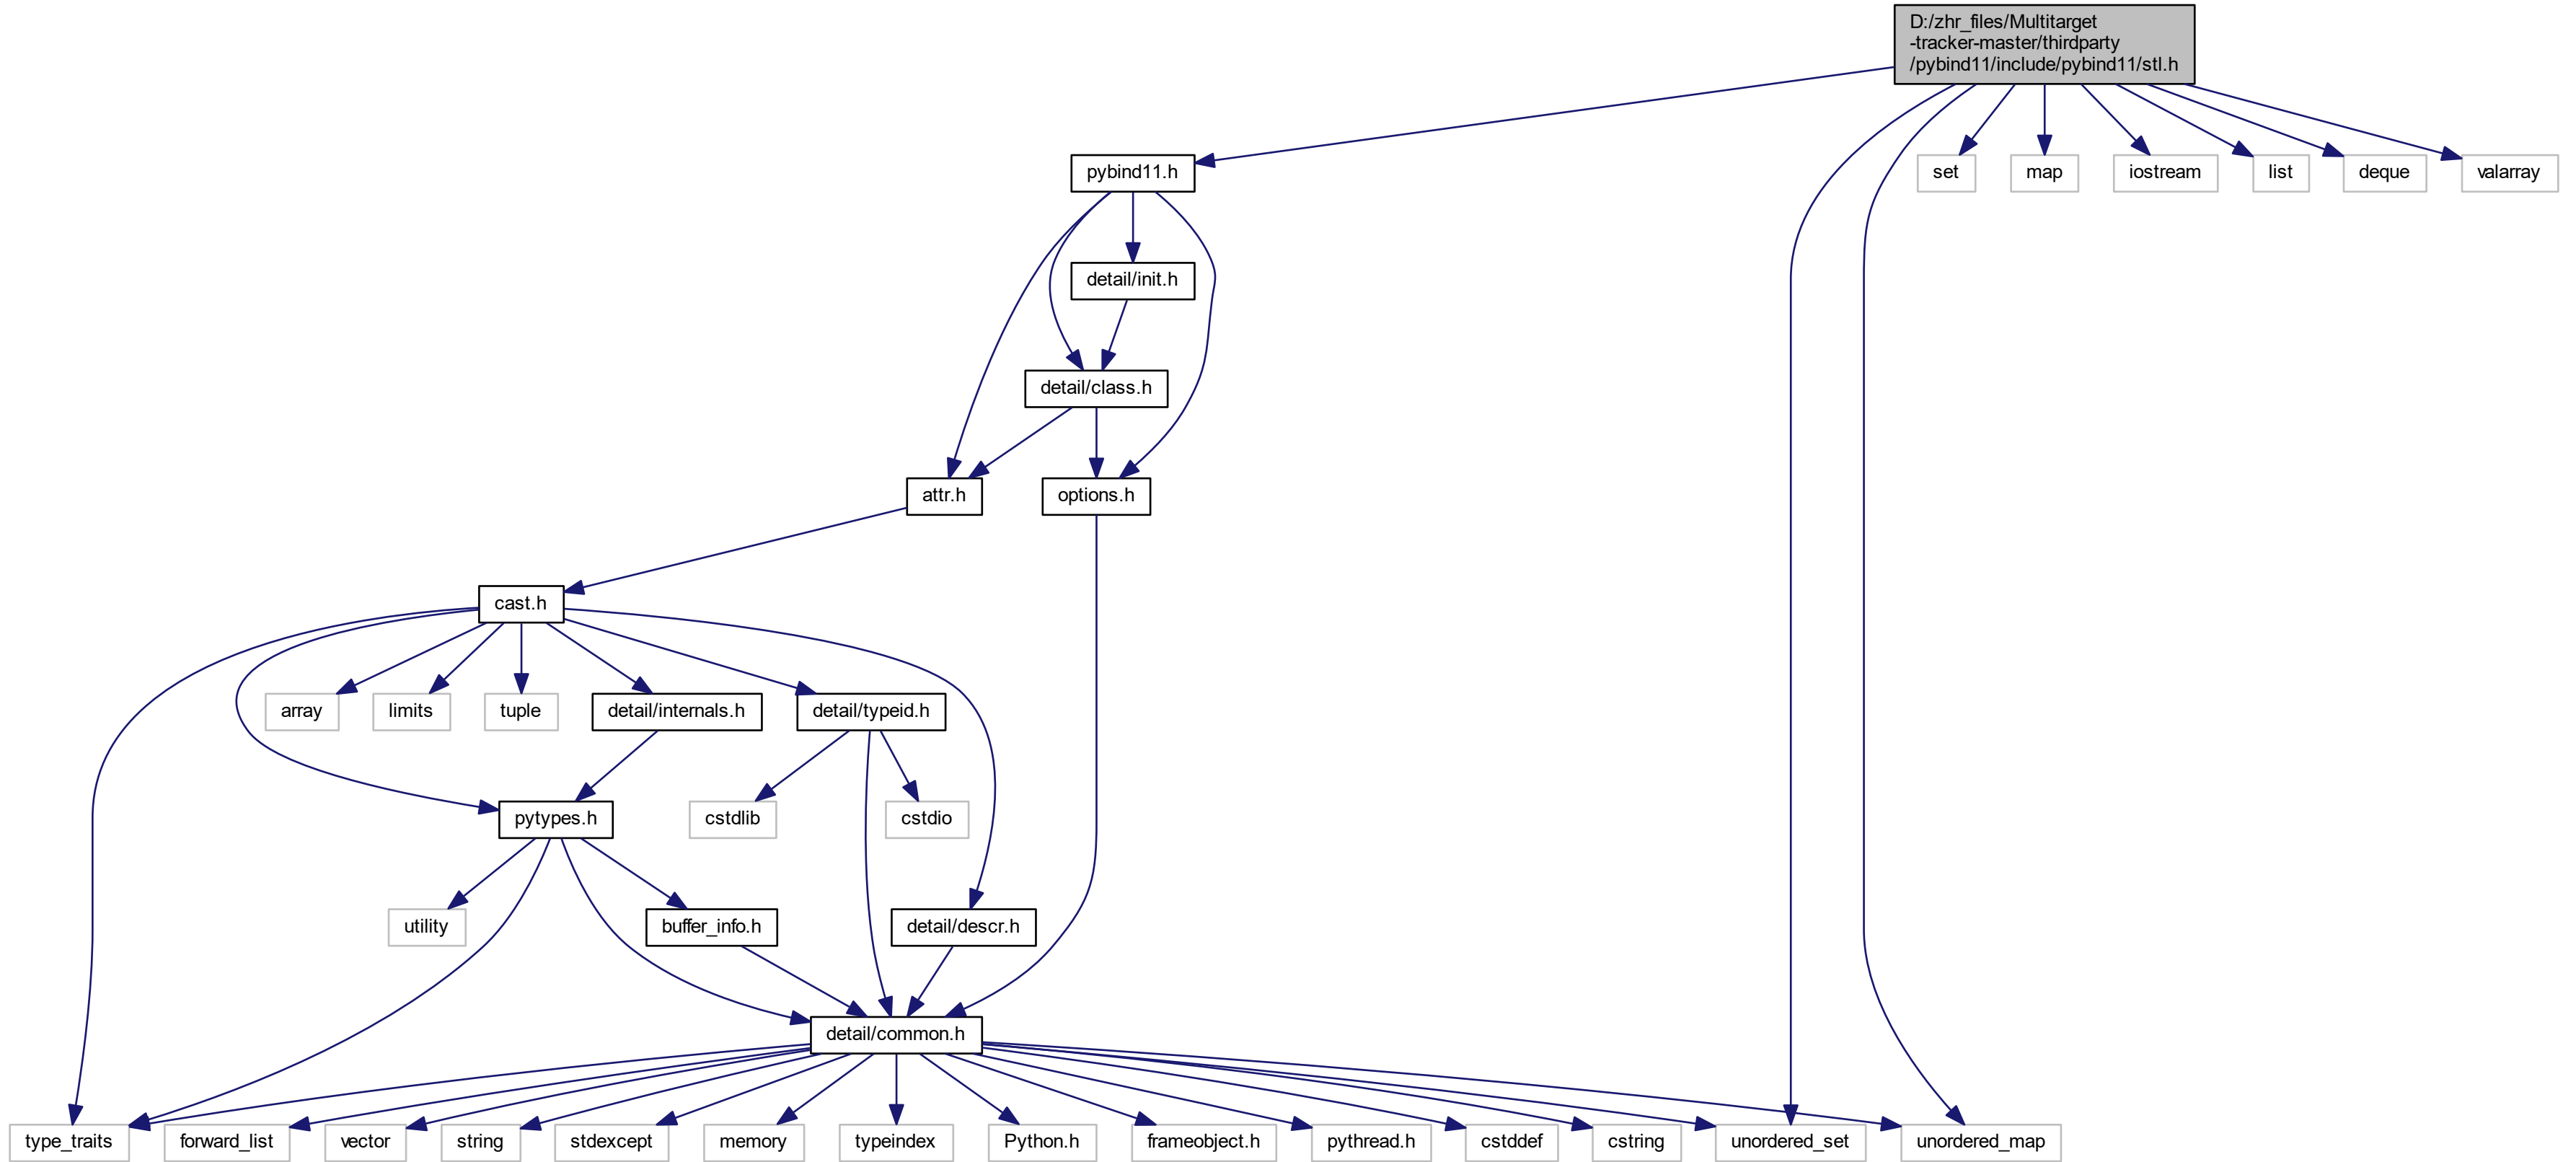 D:/zhr_files/Multitarget
-tracker-master/thirdparty
/pybind11/include/pybind11/stl.h
pybind11.h
set
map
iostream
list
deque
valarray
detail/init.h
detail/class.h
attr.h
options.h
cast.h
array
limits
tuple
detail/internals.h
detail/typeid.h
pytypes.h
cstdlib
cstdio
utility
buffer_info.h
detail/descr.h
detail/common.h
type_traits
forward_list
vector
string
stdexcept
memory
typeindex
Python.h
frameobject.h
pythread.h
cstddef
cstring
unordered_set
unordered_map